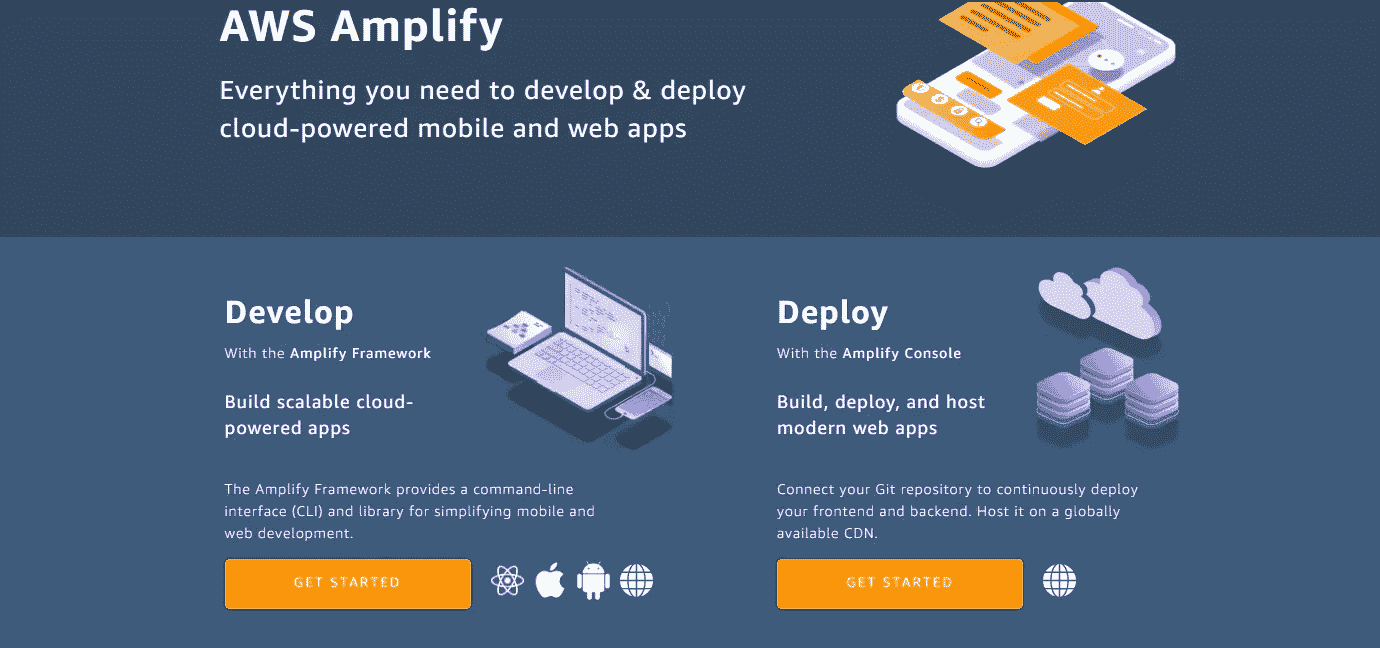 AWS Amplify
Everything you need to develop & deploy
cloud-powered mobile and web apps
Develop
With the Amplify Framework
Build scalable cloud-
powered apps
The Amplify Framework provides a command-line
interface (CLI) and library for simplifying mobile and
web development.
GET STARTED
Deploy
With the Amplify Console
Build, deploy, and host
modern web apps
Connect your Git repository to continuously deploy
your frontend and backend. Host it on a globally
available CDN.
GET STARTED